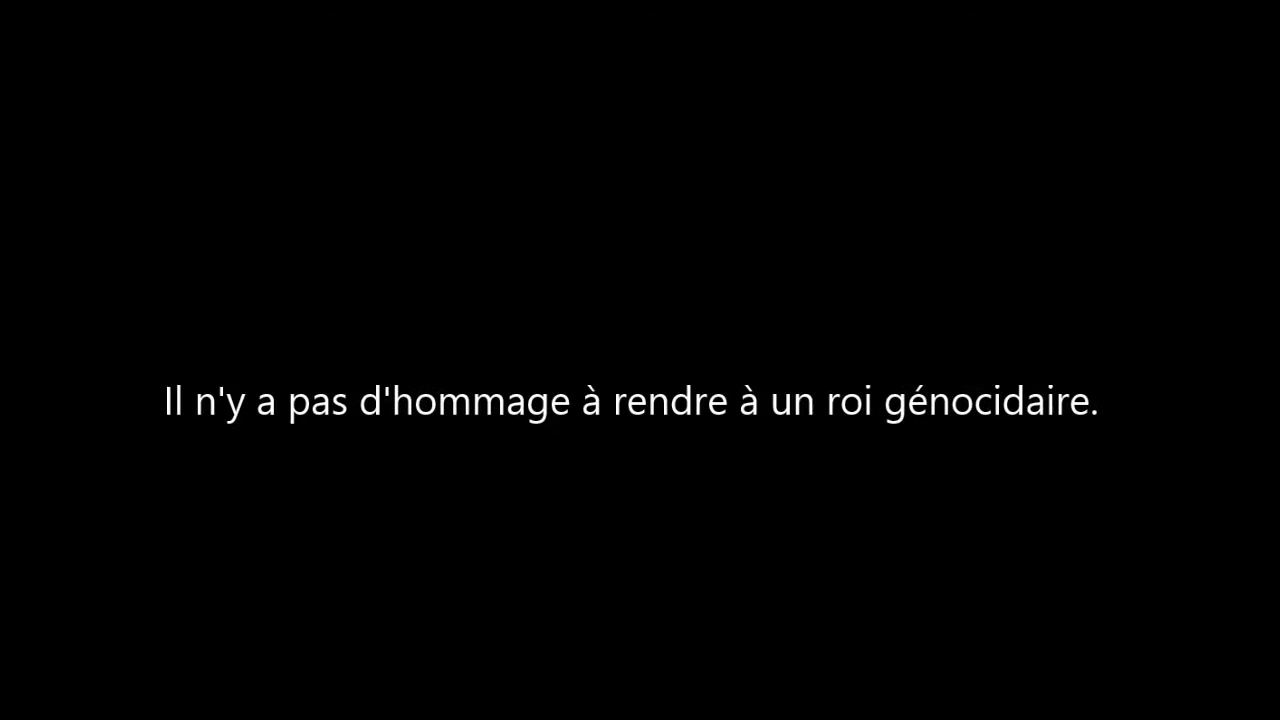 Il n'y a pas d'hommage à rendre à un roi génocidaire.